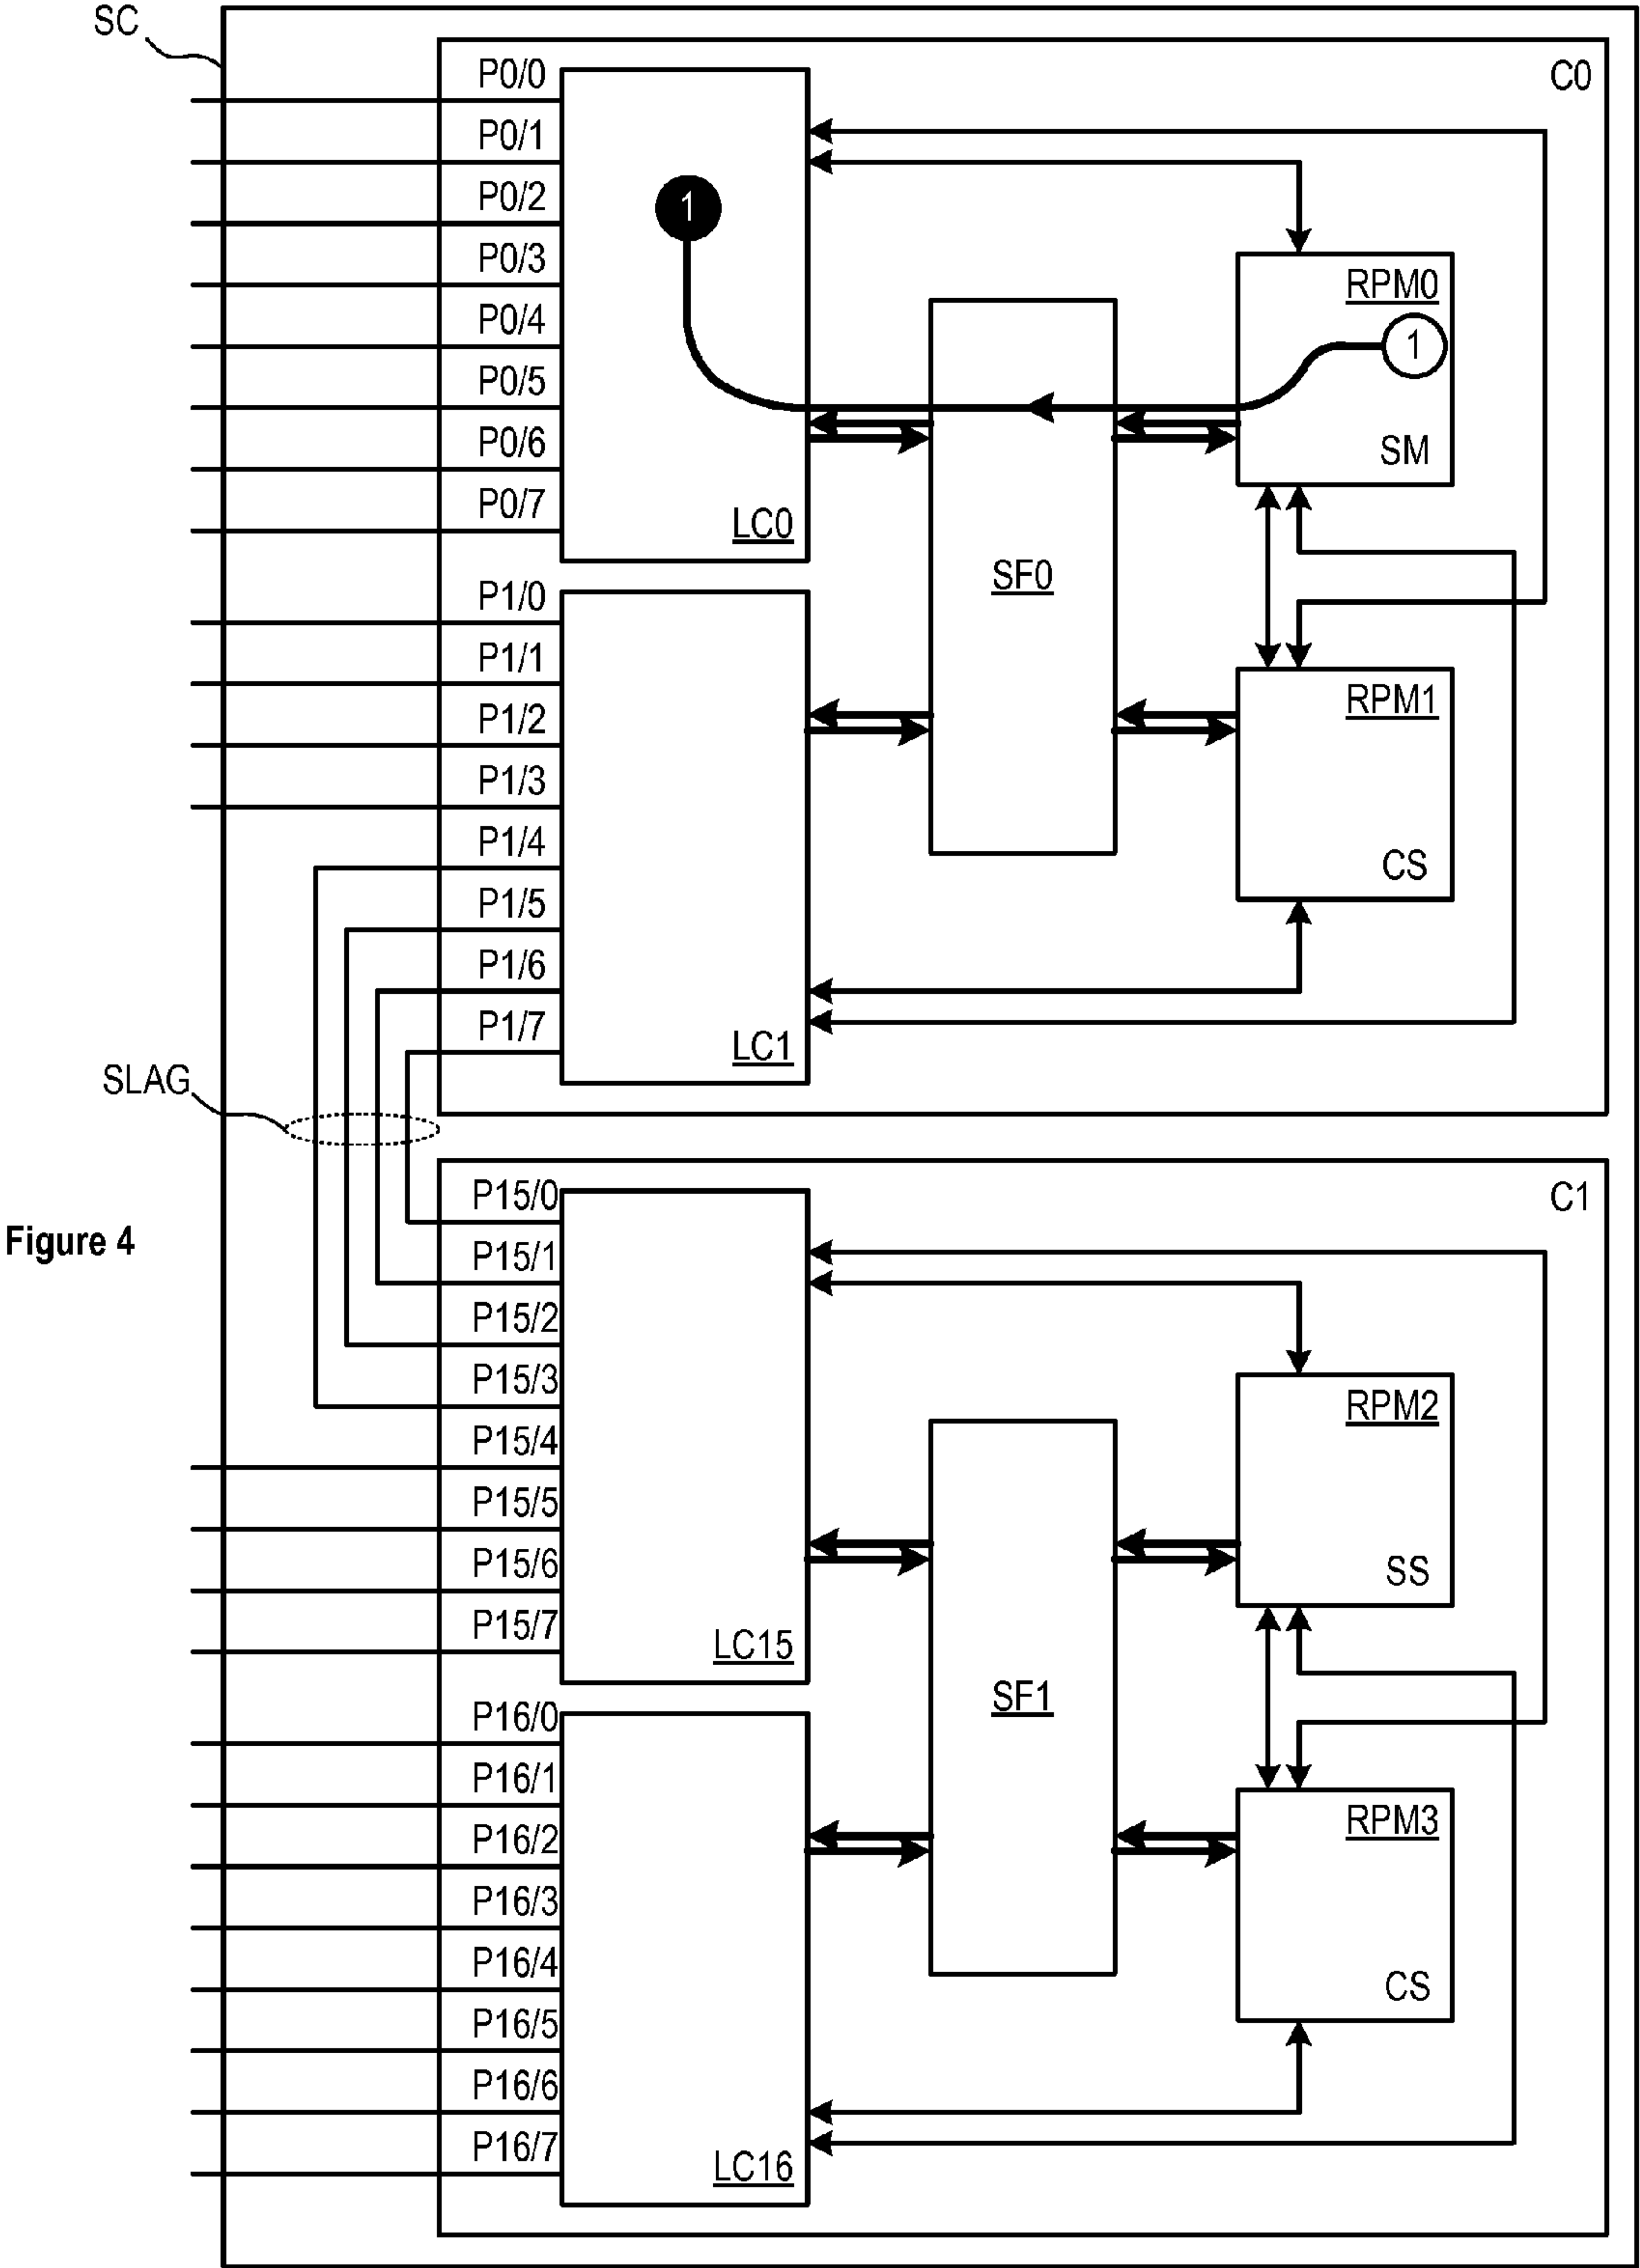 SC
C0
P0/0
P0/1
P0/2
P0/3
P0/4
P0/5
P0/6
P0/7
1
LC0
SF0
RPM0
1
SM
P1/0
P1/1
P1/2
P1/3
P1/4
P1/5
P1/6
P1/7
LC1
RPM1
CS
SLAG
Figure 4
C1
P15/0
P15/1
P15/2
P15/3
P15/4
P15/5
P15/6
P15/7
LC15
SF1
RPM2
SS
P16/0
P16/1
P16/2
P16/3
P16/4
P16/5
P16/6
P16/7
LC16
RPM3
CS